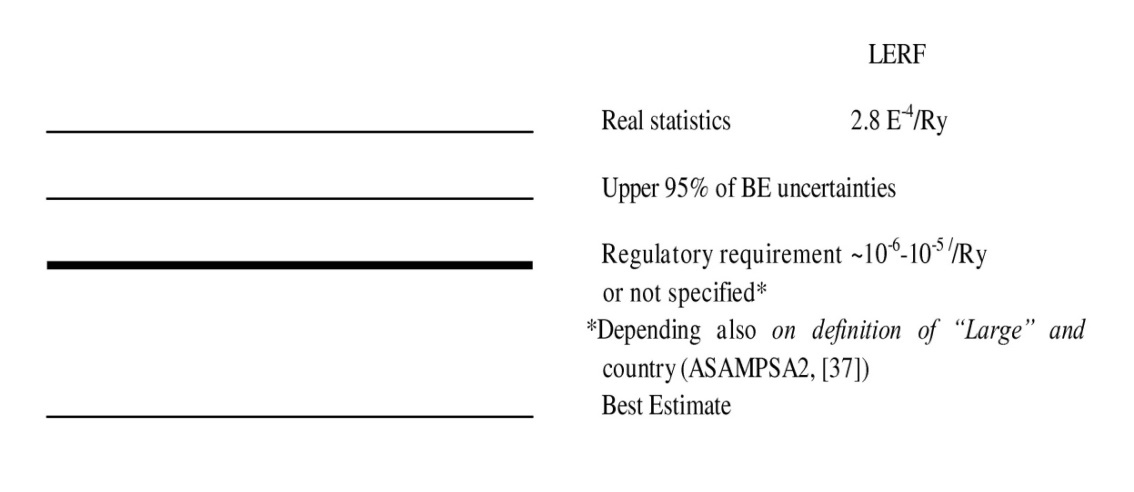 LERF
Real statistics 2.8 E⁻⁴/Ry
Upper 95% of BE uncertainties
Regulatory requirement ~10⁻⁶-10⁻⁵ ᐟ/Ry
or not specified*
*Depending also on definition of “Large” and
country (ASAMPSA2, [37])
Best Estimate